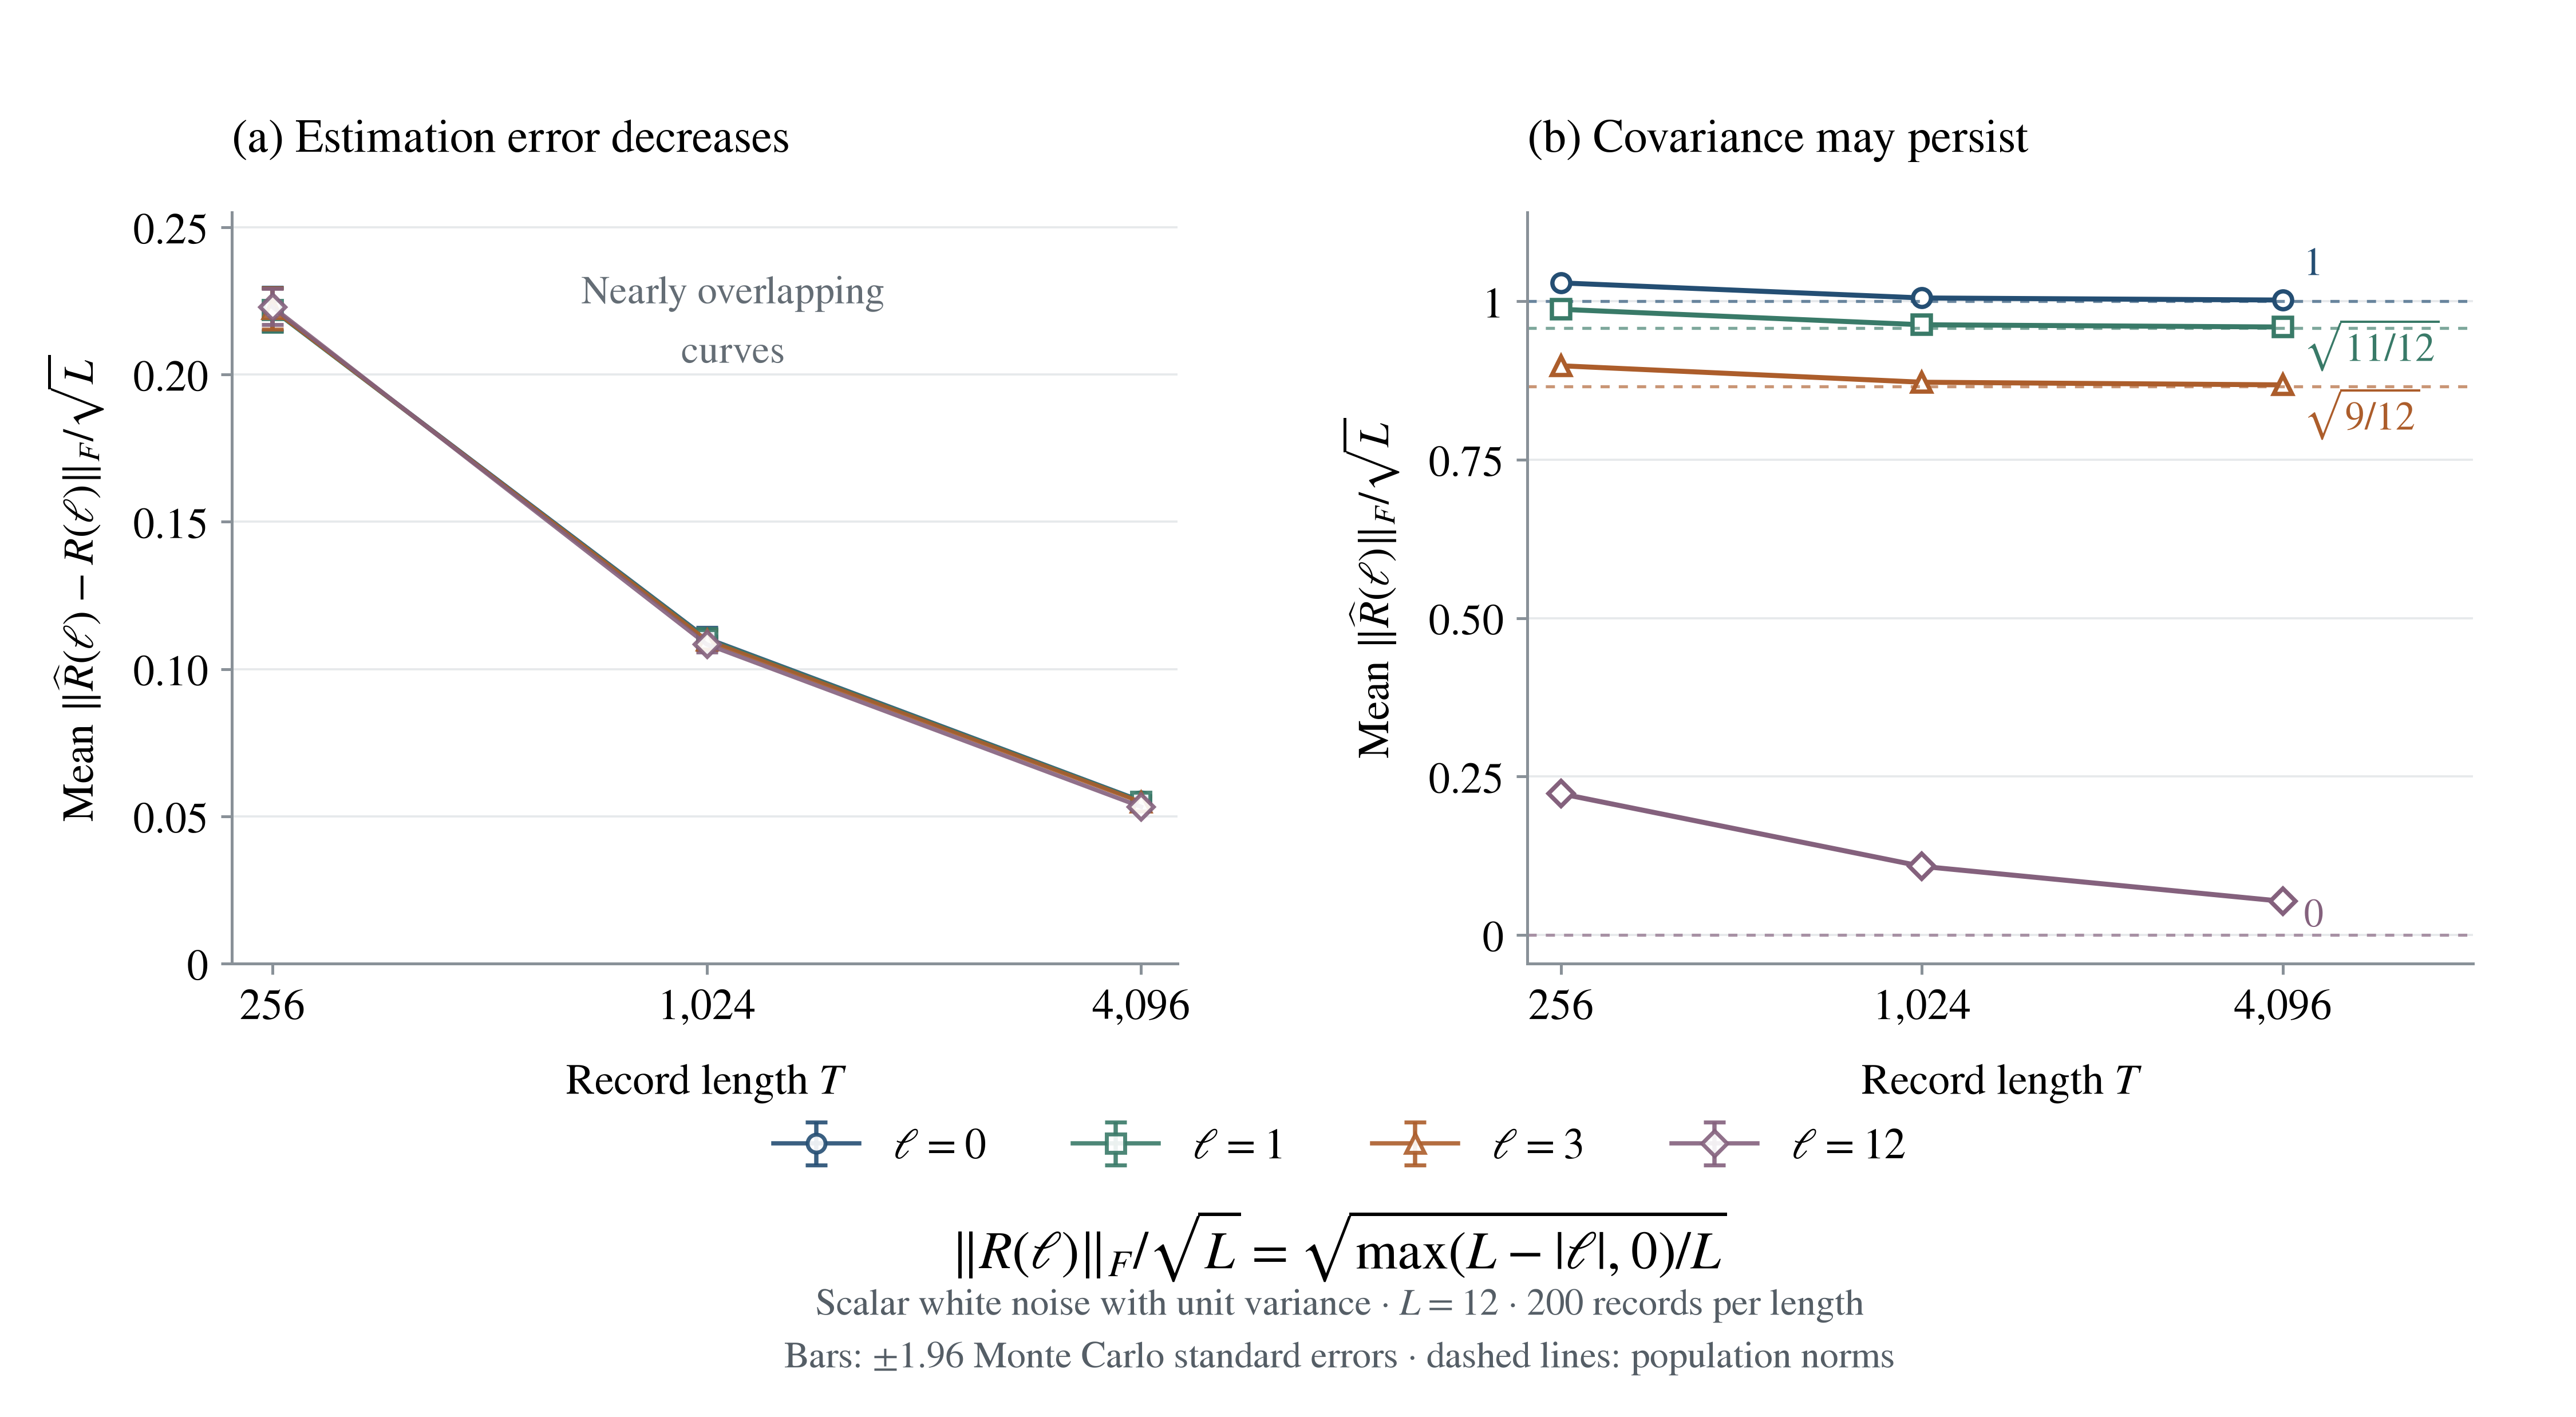 (a) Estimation error decreases
Mean ‖R̂(ℓ) − R(ℓ)‖_F/√L
0.25
0.20
0.15
0.10
0.05
0
Nearly overlapping
curves
256
1,024
4,096
Record length T
(b) Covariance may persist
Mean ‖R̂(ℓ)‖_F/√L
1
0.75
0.50
0.25
0
1
√11/12
√9/12
0
256
1,024
4,096
Record length T
ℓ = 0
ℓ = 1
ℓ = 3
ℓ = 12
‖R(ℓ)‖_F/√L = √max(L − |ℓ|, 0)/L
Scalar white noise with unit variance · L = 12 · 200 records per length
Bars: ±1.96 Monte Carlo standard errors · dashed lines: population norms